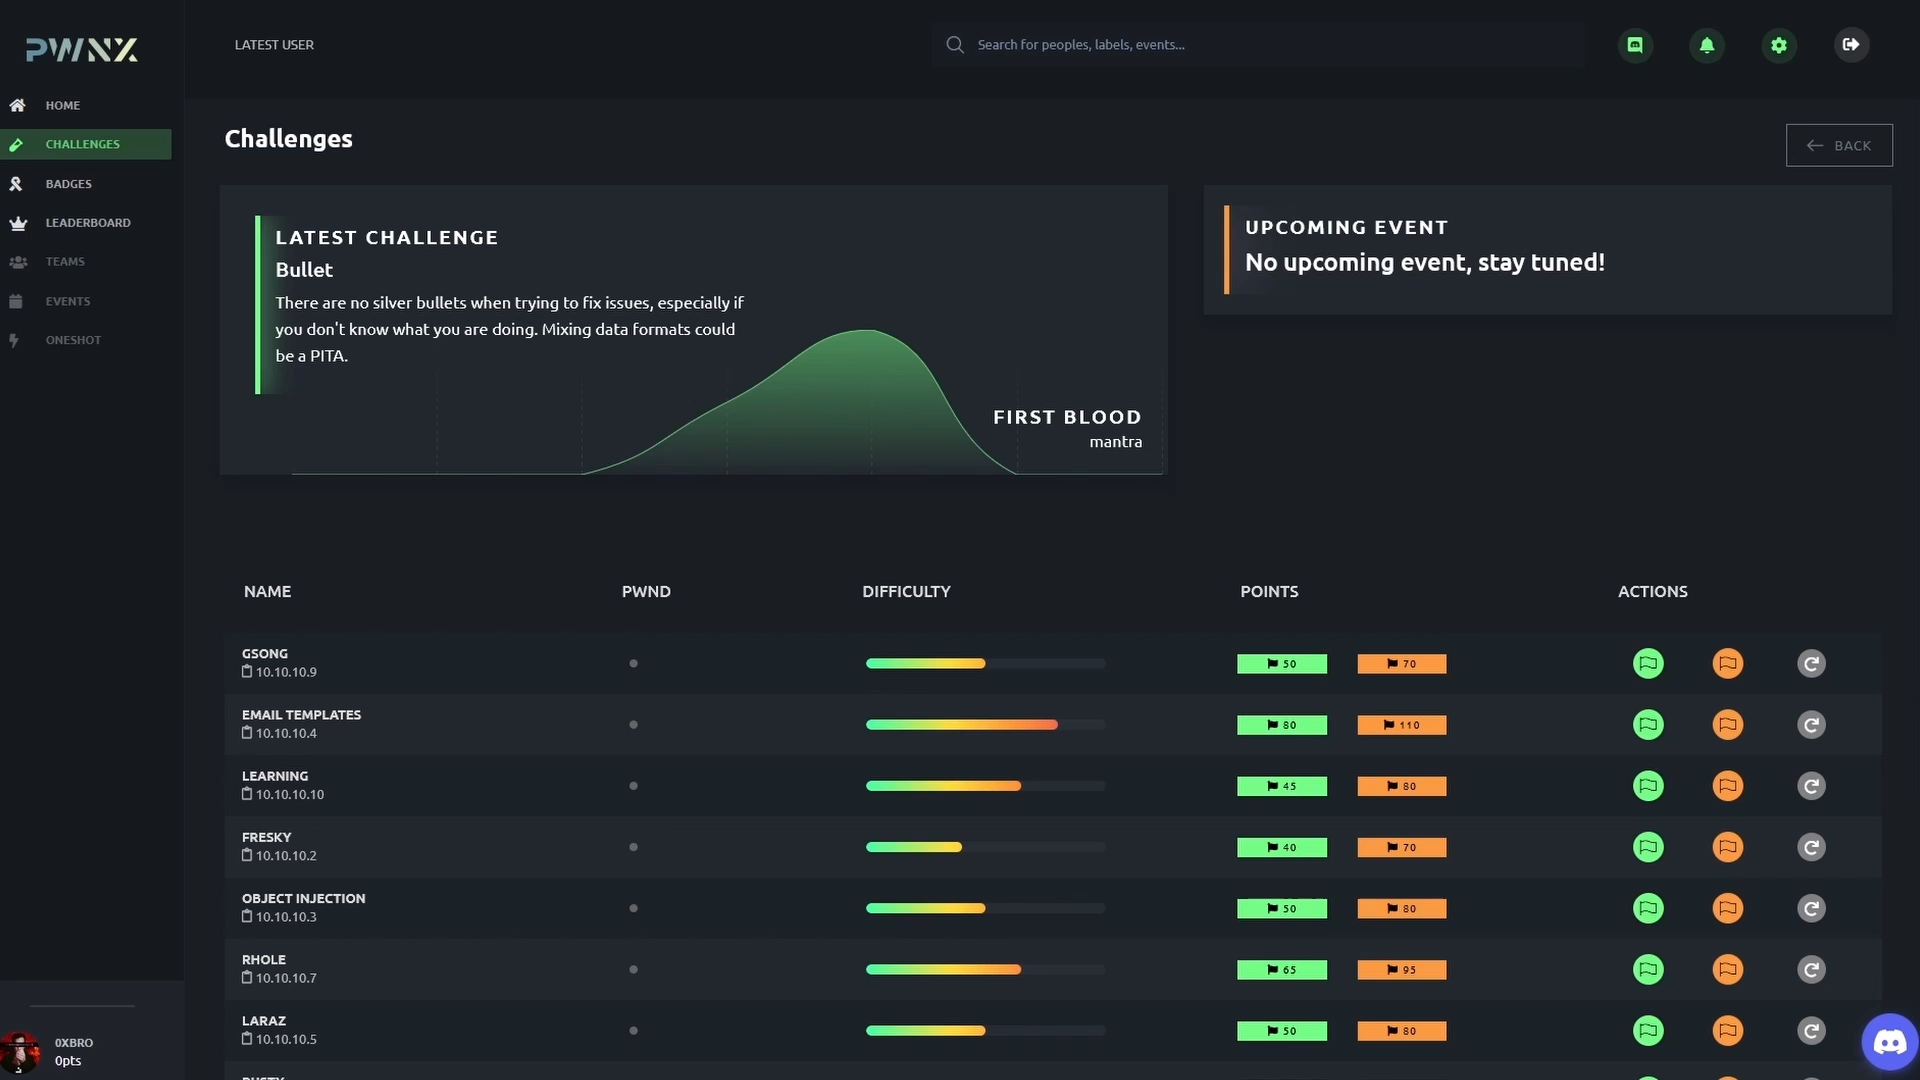 PWNX
LATEST USER
Search for peoples, labels, events...
HOME
CHALLENGES
BADGES
LEADERBOARD
TEAMS
EVENTS
ONESHOT
Challenges
BACK
LATEST CHALLENGE
Bullet
There are no silver bullets when trying to fix issues, especially if
you don't know what you are doing. Mixing data formats could
be a PITA.
FIRST BLOOD
mantra
UPCOMING EVENT
No upcoming event, stay tuned!
NAME PWND DIFFICULTY POINTS ACTIONS
GSONG
10.10.10.9
50 70
EMAIL TEMPLATES
10.10.10.4
80 110
LEARNING
10.10.10.10
45 80
FRESKY
10.10.10.2
40 70
OBJECT INJECTION
10.10.10.3
50 80
RHOLE
10.10.10.7
65 95
LARAZ
10.10.10.5
50 80
0XBRO
0pts